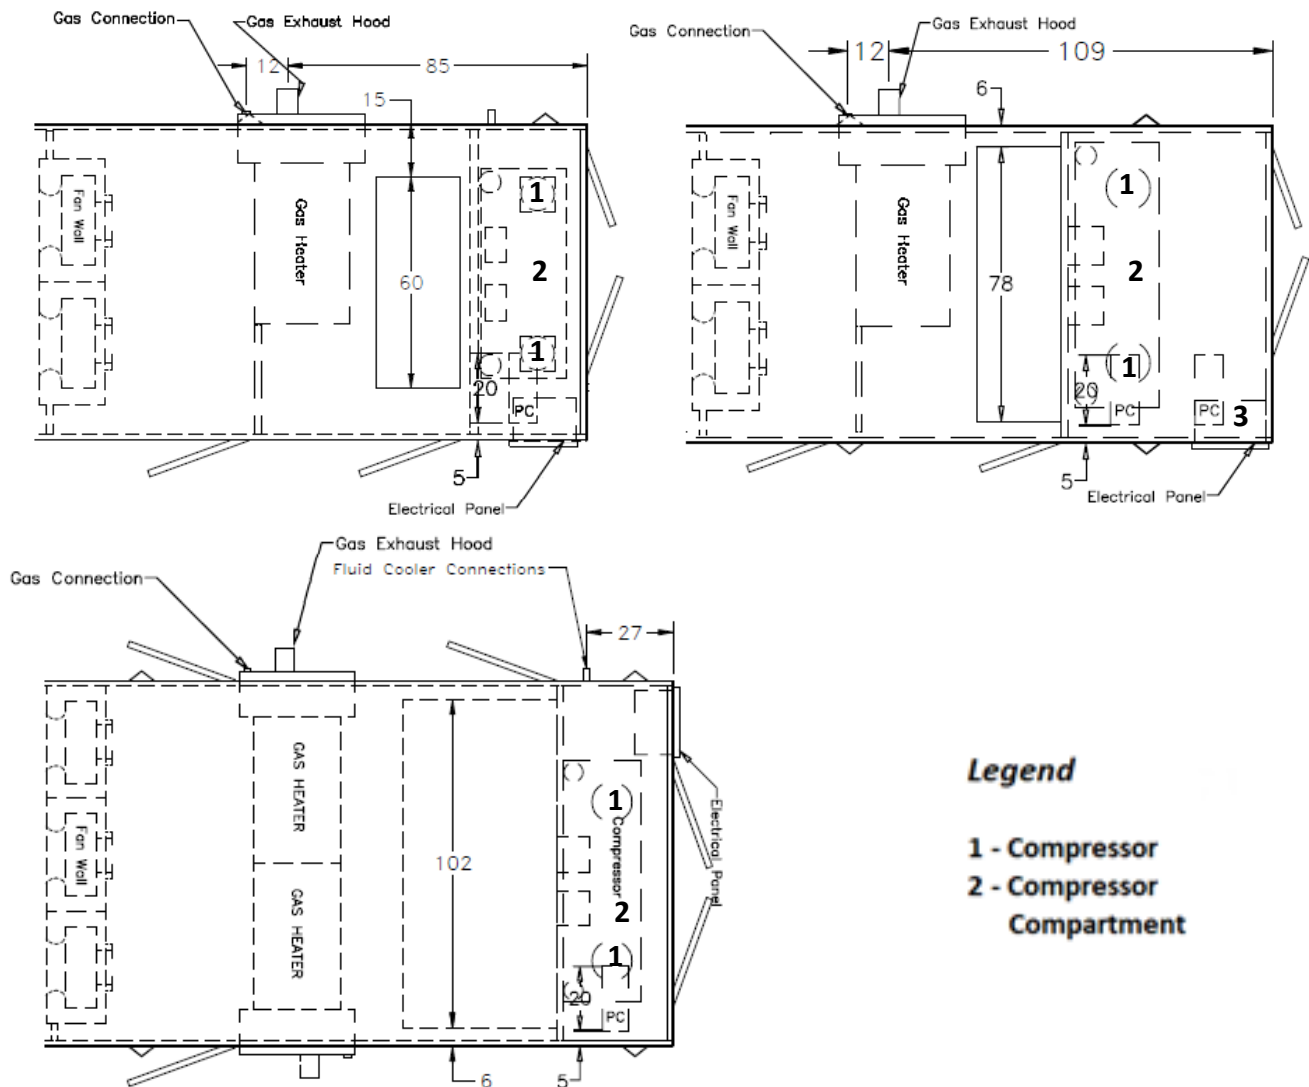 Gas Connection
Gas Exhaust Hood
12
85
15
Fan Wall
Gas Heater
60
1
2
1
20
PC
5
Electrical Panel
Gas Connection
Gas Exhaust Hood
12
109
6
Fan Wall
Gas Heater
78
1
2
1
20
PC
PC
3
5
Electrical Panel
Gas Exhaust Hood
Fluid Cooler Connections
Gas Connection
27
Fan Wall
GAS HEATER
GAS HEATER
102
1
Compressor
2
1
20
PC
Electrical Panel
6
5
Legend
1 - Compressor
2 - Compressor
Compartment